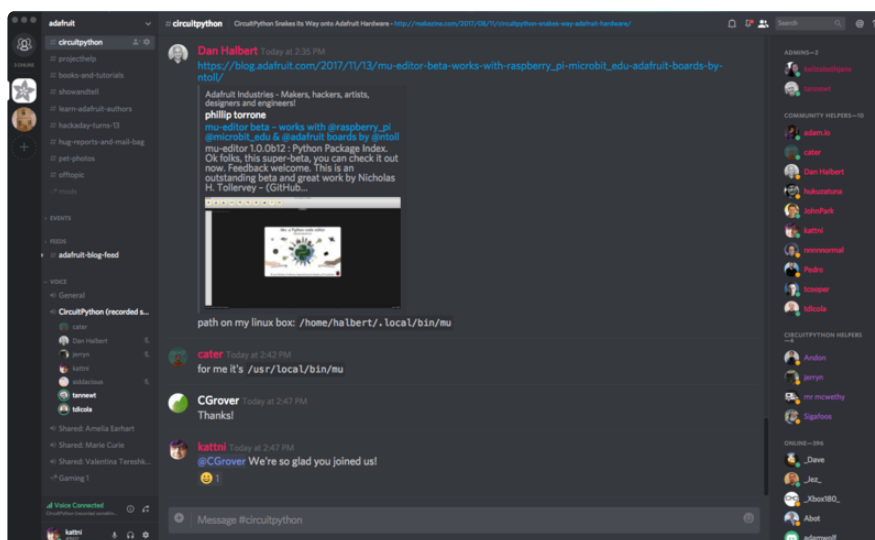 adafruit
# circuitpython
CircuitPython Snakes its Way onto Adafruit Hardware - http://makezine.com/2017/08/11/circuitpython-snakes-way-adafruit-hardware/
Search
# circuitpython
# projecthelp
# books-and-tutorials
# showandtell
# learn-adafruit-authors
# hackaday-turns-13
# hug-reports-and-mail-bag
# pet-photos
# offtopic
EVENTS
FEEDS
# adafruit-blog-feed
VOICE
General
CircuitPython (recorded s...
cater
Dan Halbert
jerryn
kattni
siddacious
tannewt
tdicola
Shared: Amelia Earhart
Shared: Marie Curie
Shared: Valentina Tereshk...
Gaming 1
Voice Connected
kattni
Dan Halbert Today at 2:35 PM
https://blog.adafruit.com/2017/11/13/mu-editor-beta-works-with-raspberry_pi-microbit_edu-adafruit-boards-by-
ntoll/
Adafruit Industries - Makers, hackers, artists,
designers and engineers!
phillip torrone
mu-editor beta – works with @raspberry_pi
@microbit_edu & @adafruit boards by @ntoll
mu-editor 1.0.0b12 : Python Package Index.
Ok folks, this super-beta, you can check it out
now. Feedback welcome. This is an
outstanding beta and great work by Nicholas
H. Tollervey – (GitHub...
path on my linux box: /home/halbert/.local/bin/mu
cater Today at 2:42 PM
for me it's /usr/local/bin/mu
CGrover Today at 2:47 PM
Thanks!
kattni Today at 2:47 PM
@CGrover We're so glad you joined us!
1
Message #circuitpython
ADMINS—2
tannewt
COMMUNITY HELPERS—10
adam.io
cater
Dan Halbert
hukuzatuna
JohnPark
kattni
nnnnnormal
Pedro
tcooper
tdicola
CIRCUITPYTHON HELPERS
—4
Andon
jerryn
mr mcwethy
Sigafoos
ONLINE—396
_Dave
_Jez_
_Xbox180_
Abot
adamwolf